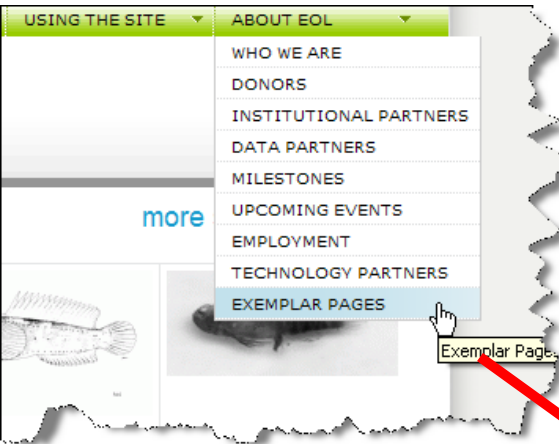 USING THE SITE ABOUT EOL
WHO WE ARE
DONORS
INSTITUTIONAL PARTNERS
DATA PARTNERS
MILESTONES
more UPCOMING EVENTS
EMPLOYMENT
TECHNOLOGY PARTNERS
EXEMPLAR PAGES
Exemplar Page